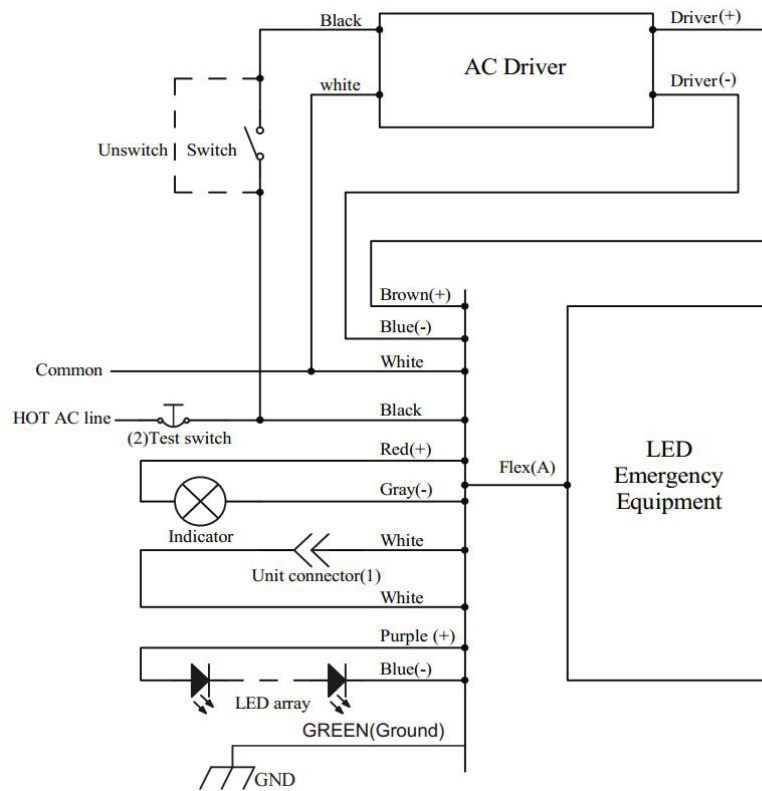 Black
Driver(+)
AC Driver
white
Driver(-)
Unswitch
Switch
Brown(+)
Blue(-)
White
Common
Black
HOT AC line
(2)Test switch
Red(+)
Flex(A)
LED
Emergency
Equipment
Gray(-)
Indicator
White
Unit connector(1)
White
Purple (+)
Blue(-)
LED array
GREEN(Ground)
GND